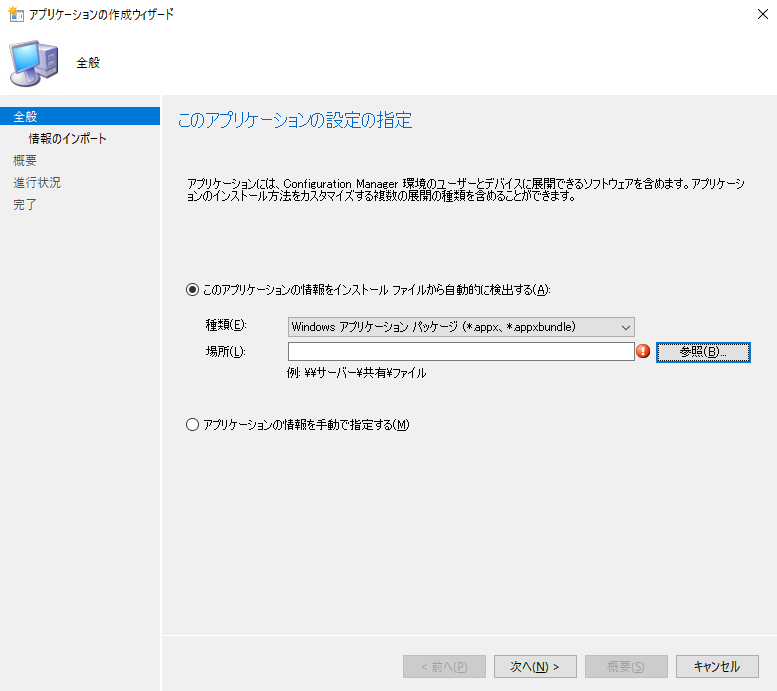 アプリケーションの作成ウィザード
全般
全般
情報のインポート
概要
進行状況
完了
このアプリケーションの設定の指定
アプリケーションには、Configuration Manager 環境のユーザーとデバイスに展開できるソフトウェアを含めます。アプリケーシ
ョンのインストール方法をカスタマイズする複数の展開の種類を含めることができます。
このアプリケーションの情報をインストール ファイルから自動的に検出する(A):
種類(E):
Windows アプリケーション パッケージ (*.appx、*.appxbundle)
場所(L):
参照(B)...
例: ¥¥サーバー¥共有¥ファイル
アプリケーションの情報を手動で指定する(M)
< 前へ(P)
次へ(N) >
概要(S)
キャンセル